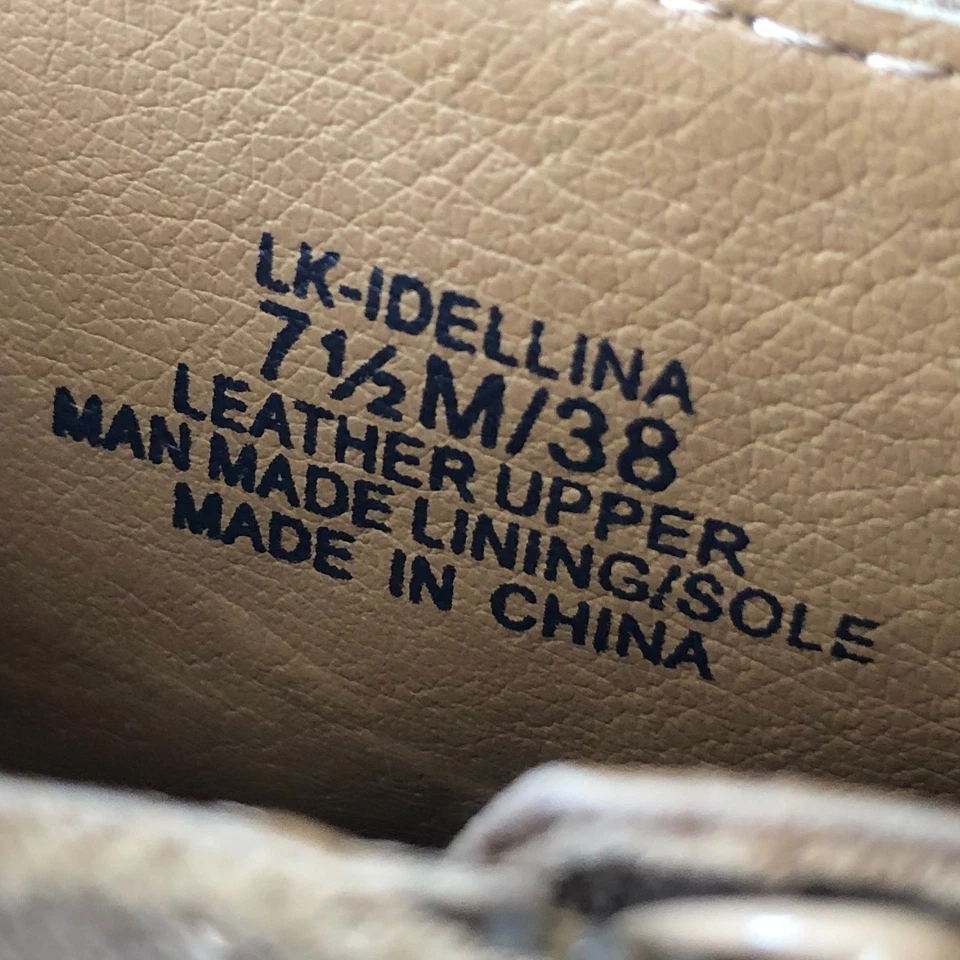 LK-IDELLINA
7½M/38
LEATHER UPPER
MAN MADE LINING/SOLE
MADE IN CHINA